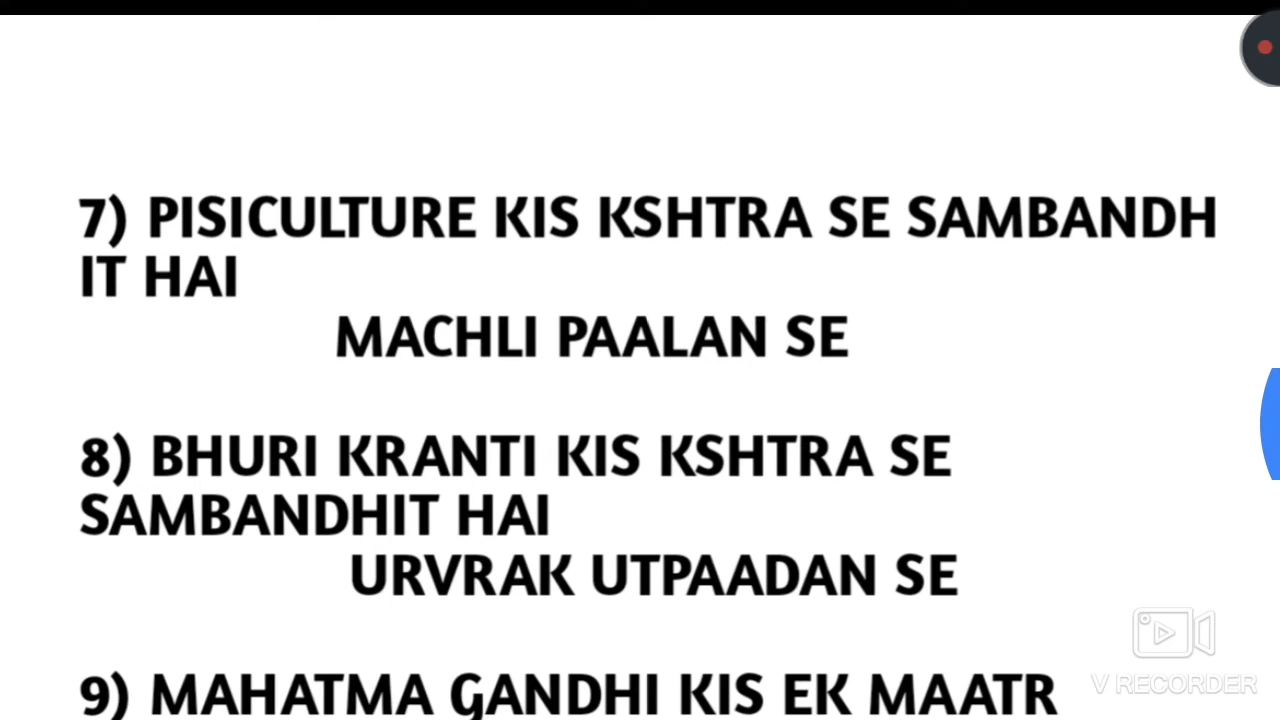 7) PISICULTURE KIS KSHTRA SE SAMBANDH
IT HAI
MACHLI PAALAN SE
8) BHURI KRANTI KIS KSHTRA SE
SAMBANDHIT HAI
URVRAK UTPAADAN SE
9) MAHATMA GANDHI KIS EK MAATR
V RECORDER